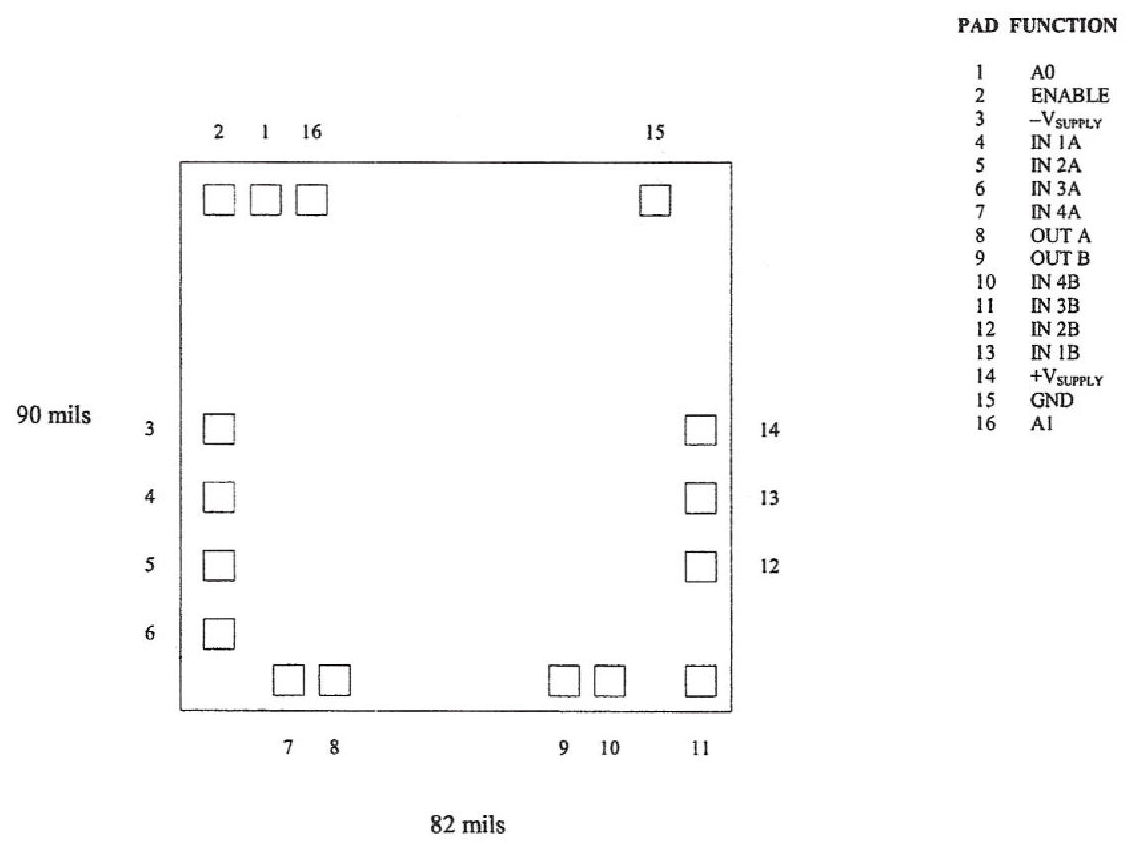 PAD FUNCTION
1 A0
2 ENABLE
3 –VSUPPLY
4 IN 1A
5 IN 2A
6 IN 3A
7 IN 4A
8 OUT A
9 OUT B
10 IN 4B
11 IN 3B
12 IN 2B
13 IN 1B
14 +VSUPPLY
15 GND
16 A1
2 1 16 15
90 mils
3 14
4 13
5 12
6
7 8 9 10 11
82 mils